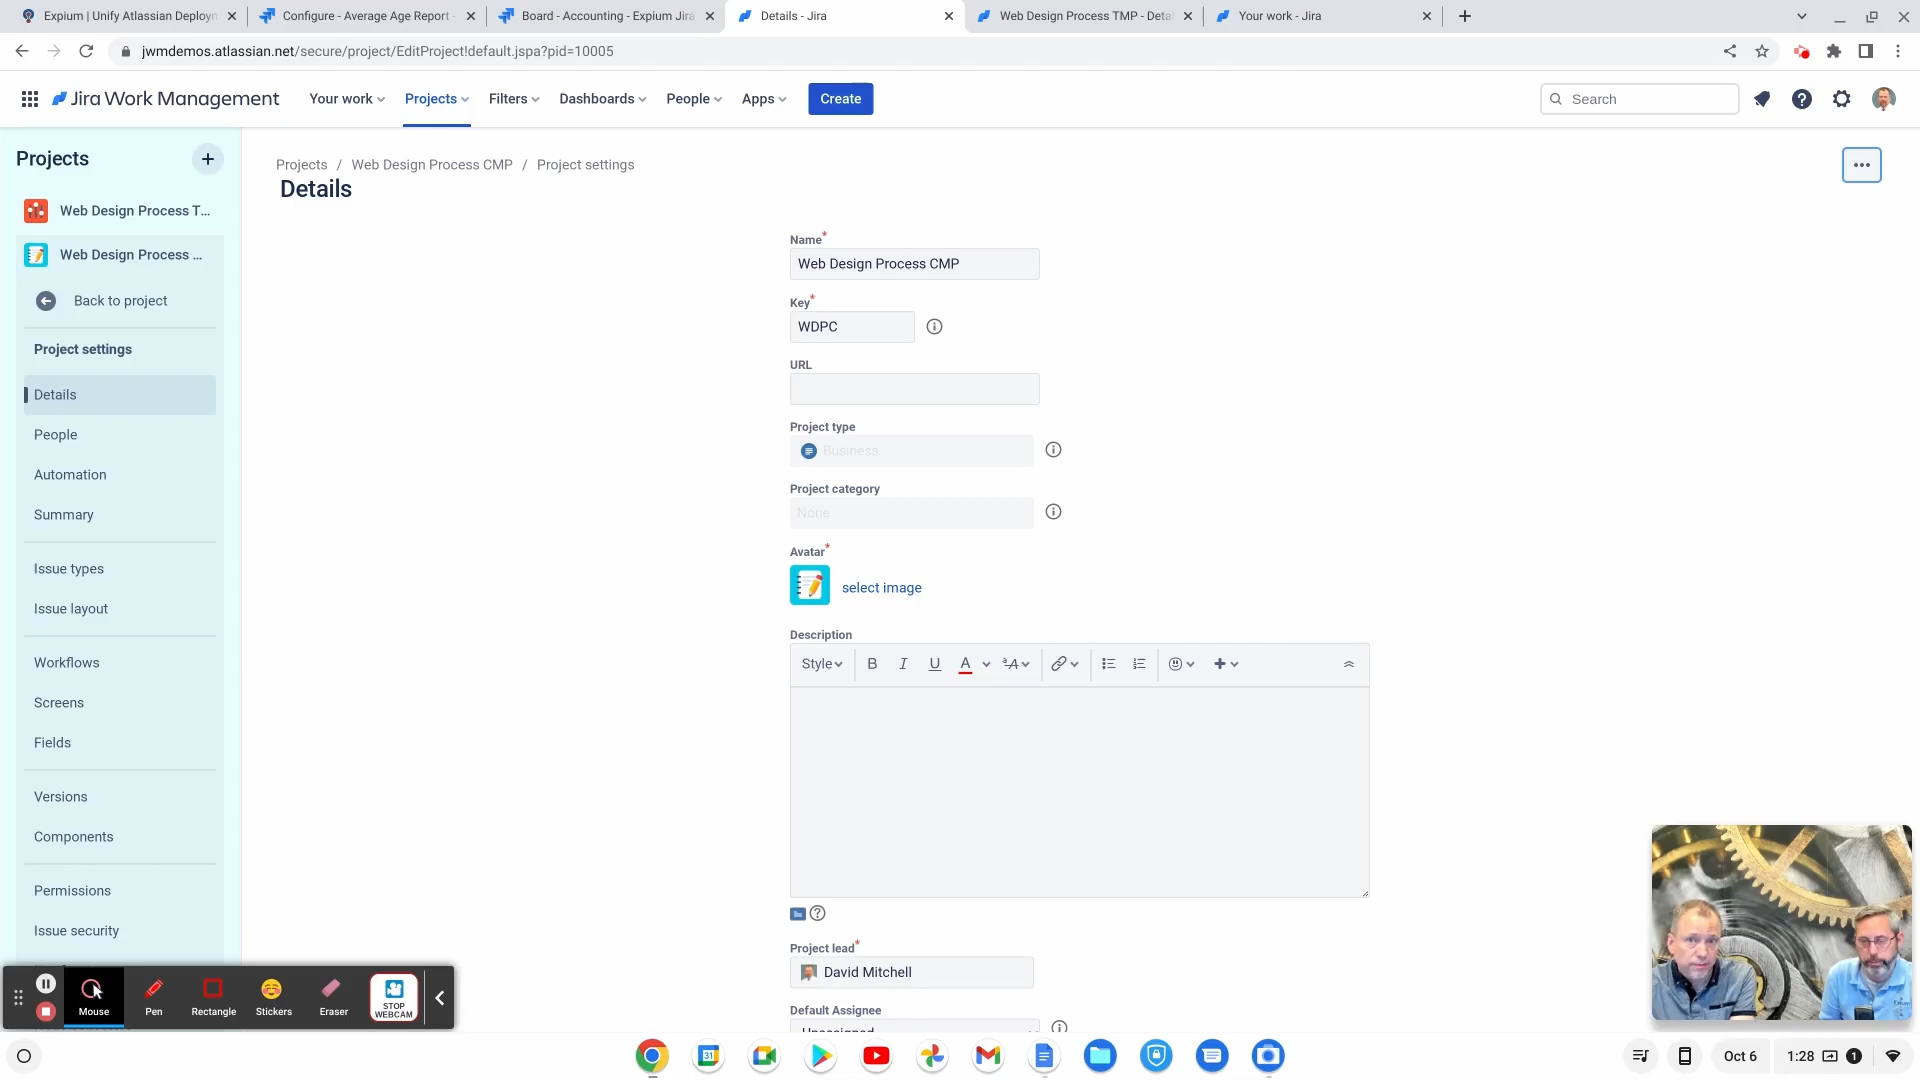 Expium | Unify Atlassian Deploym
Configure - Average Age Report -
Board - Accounting - Expium Jira
Details - Jira
Web Design Process TMP - Detai
Your work - Jira
jwmdemos.atlassian.net/secure/project/EditProject!default.jspa?pid=10005
Jira Work Management
Your work
Projects
Filters
Dashboards
People
Apps
Create
Search
Projects
Web Design Process T...
Web Design Process ...
Back to project
Project settings
Details
People
Automation
Summary
Issue types
Issue layout
Workflows
Screens
Fields
Versions
Components
Permissions
Issue security
Projects / Web Design Process CMP / Project settings
Details
Name*
Web Design Process CMP
Key*
WDPC
URL
Project type
Business
Project category
None
Avatar*
select image
Description
Style
B
I
U
A
ªA
Project lead*
David Mitchell
Default Assignee
Unassigned
Mouse
Pen
Rectangle
Stickers
Eraser
STOP
WEBCAM
31
Oct 6
1:28
1